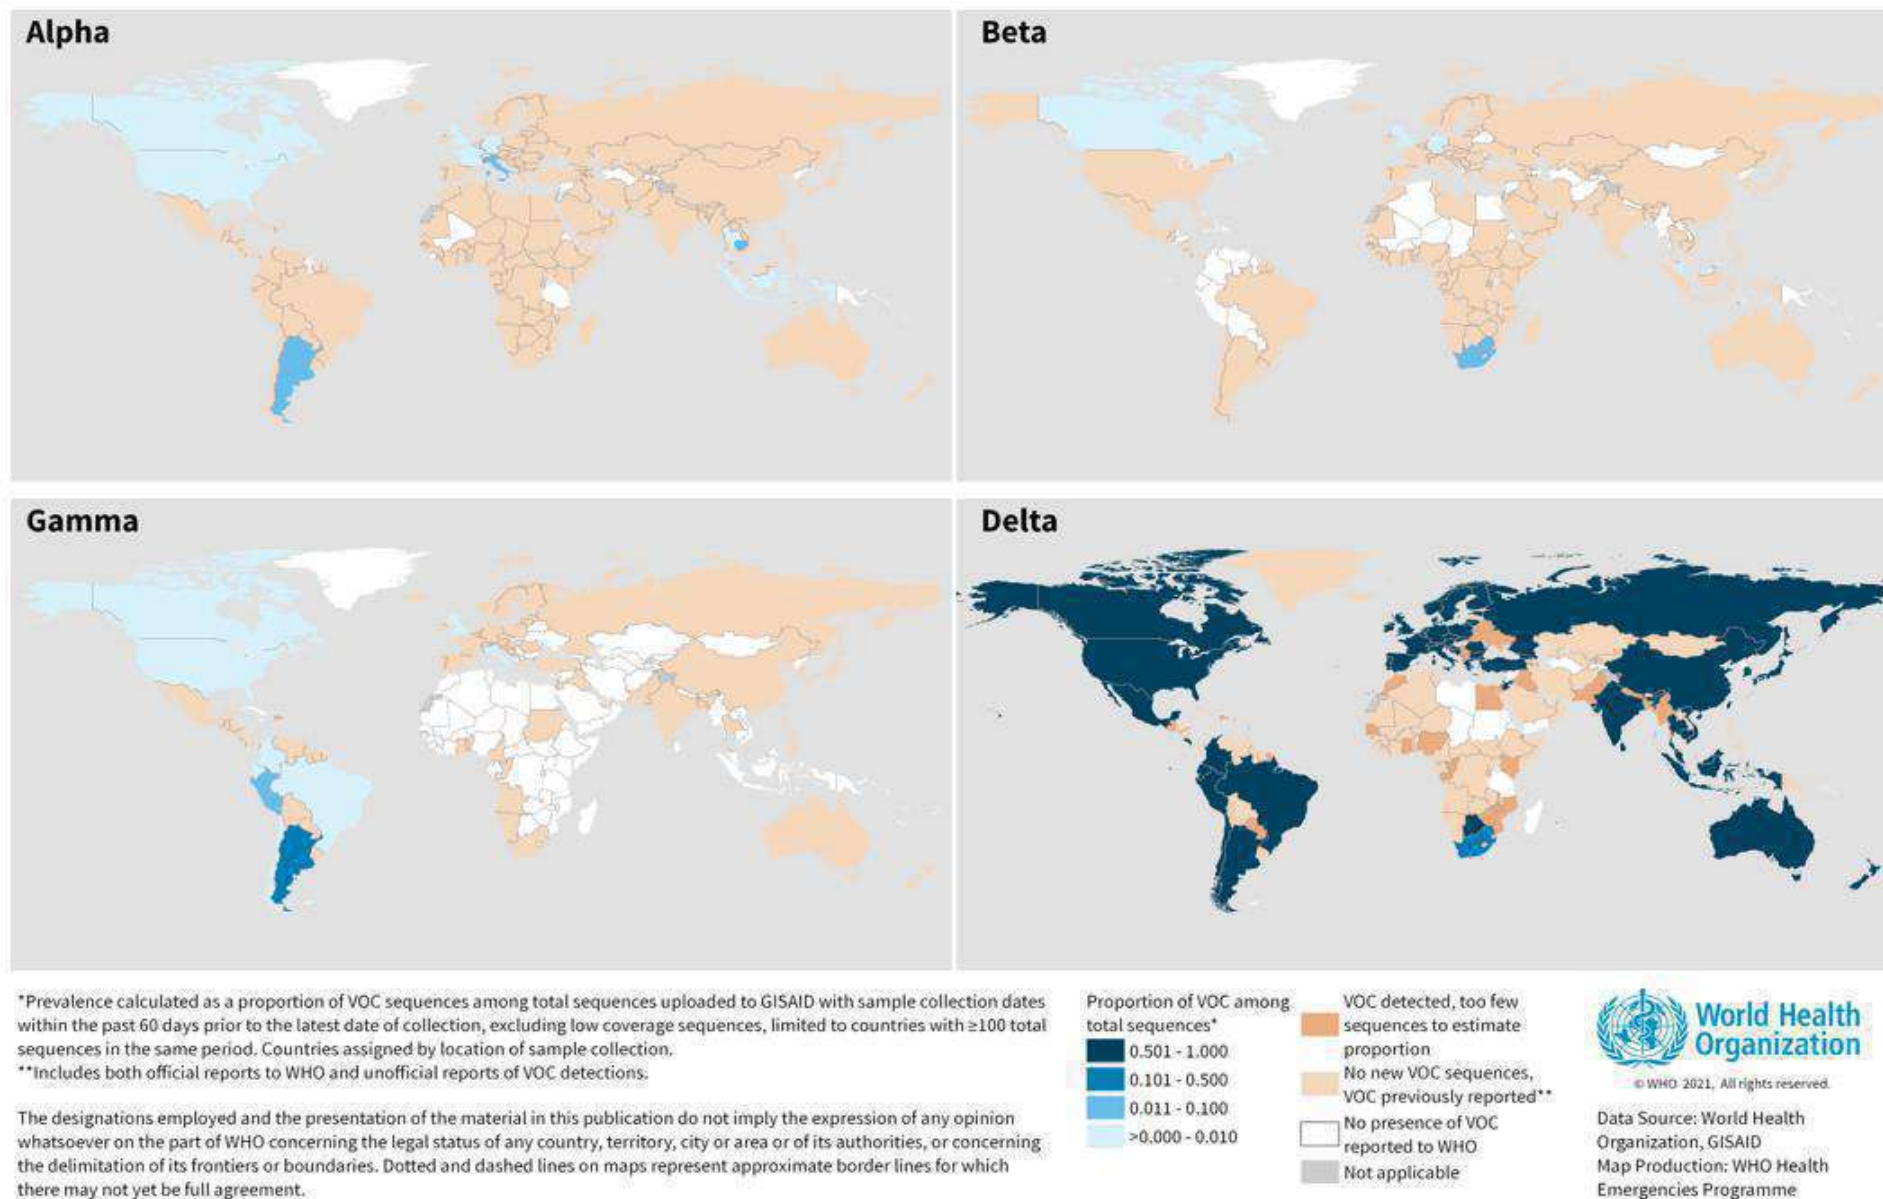 Alpha
Beta
Gamma
Delta
*Prevalence calculated as a proportion of VOC sequences among total sequences uploaded to GISAID with sample collection dates
within the past 60 days prior to the latest date of collection, excluding low coverage sequences, limited to countries with ≥100 total
sequences in the same period. Countries assigned by location of sample collection.
**Includes both official reports to WHO and unofficial reports of VOC detections.
The designations employed and the presentation of the material in this publication do not imply the expression of any opinion
whatsoever on the part of WHO concerning the legal status of any country, territory, city or area or of its authorities, or concerning
the delimitation of its frontiers or boundaries. Dotted and dashed lines on maps represent approximate border lines for which
there may not yet be full agreement.
Proportion of VOC among
total sequences*
0.501 - 1.000
0.101 - 0.500
0.011 - 0.100
>0.000 - 0.010
VOC detected, too few
sequences to estimate
proportion
No new VOC sequences,
VOC previously reported**
No presence of VOC
reported to WHO
Not applicable
World Health
Organization
© WHO 2021, All rights reserved.
Data Source: World Health
Organization, GISAID
Map Production: WHO Health
Emergencies Programme